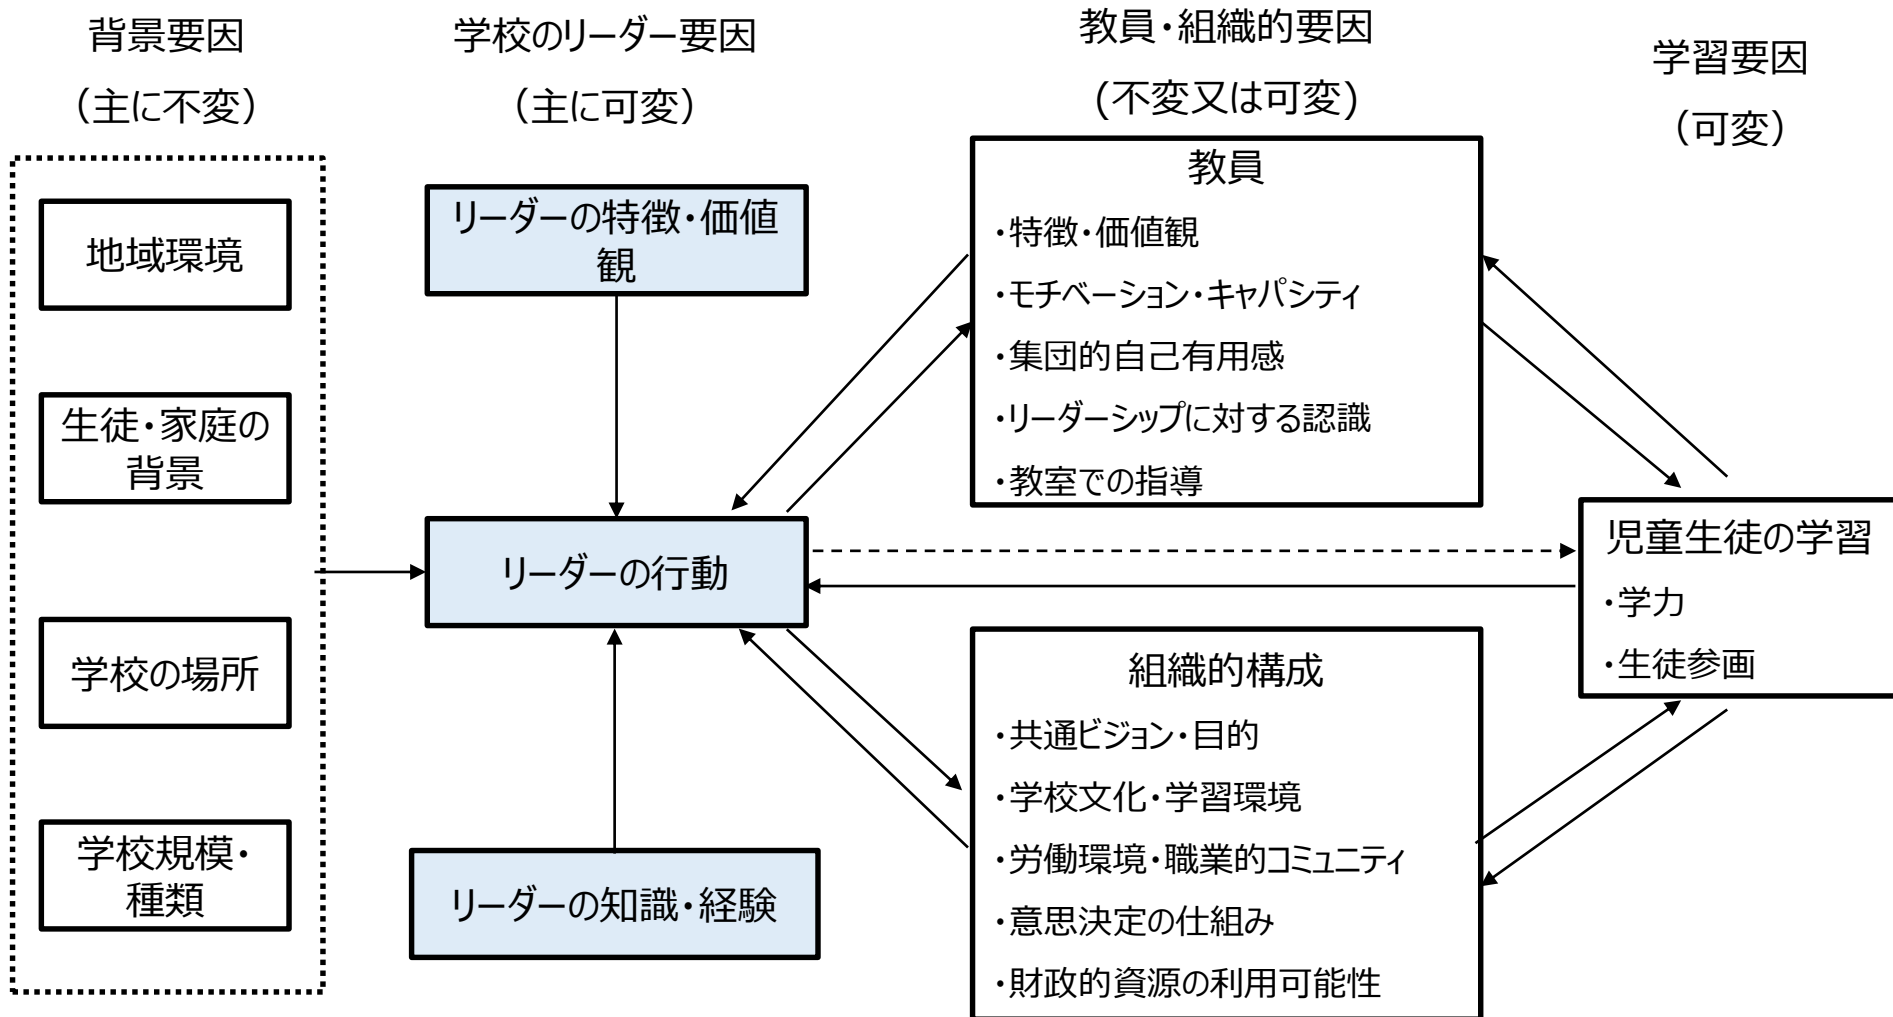 背景要因
（主に不変）
地域環境
生徒・家庭の
背景
学校の場所
学校規模・
種類
学校のリーダー要因
（主に可変）
リーダーの特徴・価値
観
リーダーの行動
リーダーの知識・経験
教員・組織的要因
(不変又は可変)
教員
・特徴・価値観
・モチベーション・キャパシティ
・集団的自己有用感
・リーダーシップに対する認識
・教室での指導
組織的構成
・共通ビジョン・目的
・学校文化・学習環境
・労働環境・職業的コミュニティ
・意思決定の仕組み
・財政的資源の利用可能性
学習要因
（可変）
児童生徒の学習
・学力
・生徒参画